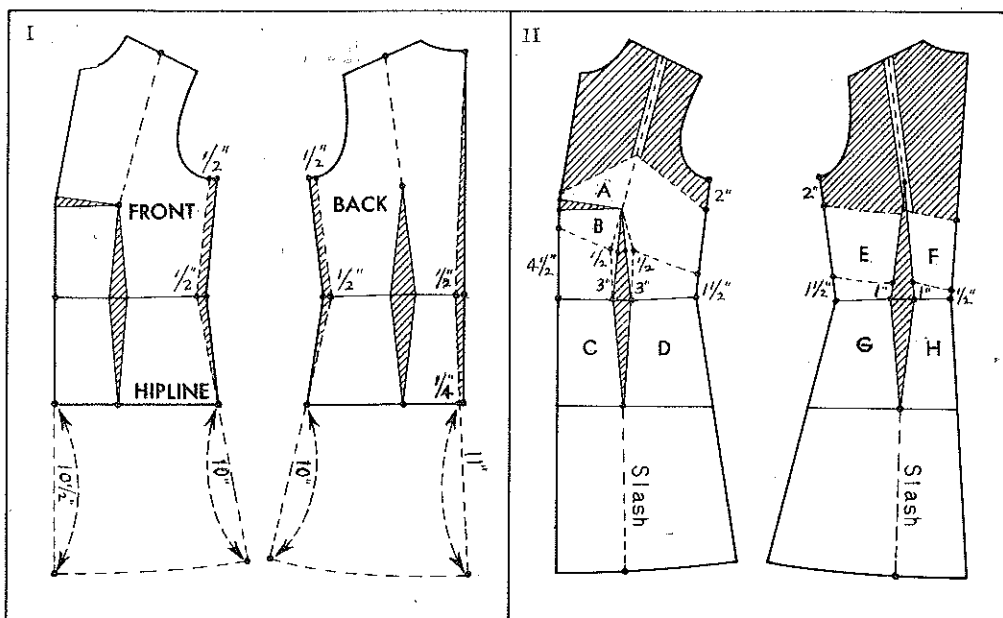 I
1/2"
1/2"
FRONT
BACK
1/2"
1/2"
1/2"
1/4"
HIPLINE
10 1/2"
10"
10"
11"
II
A
2"
2"
B
E
F
4 1/2"
1/2
1/2
3"
3"
1 1/2"
1 1/2"
1"
1"
1/2"
C
D
G
H
Slash
Slash